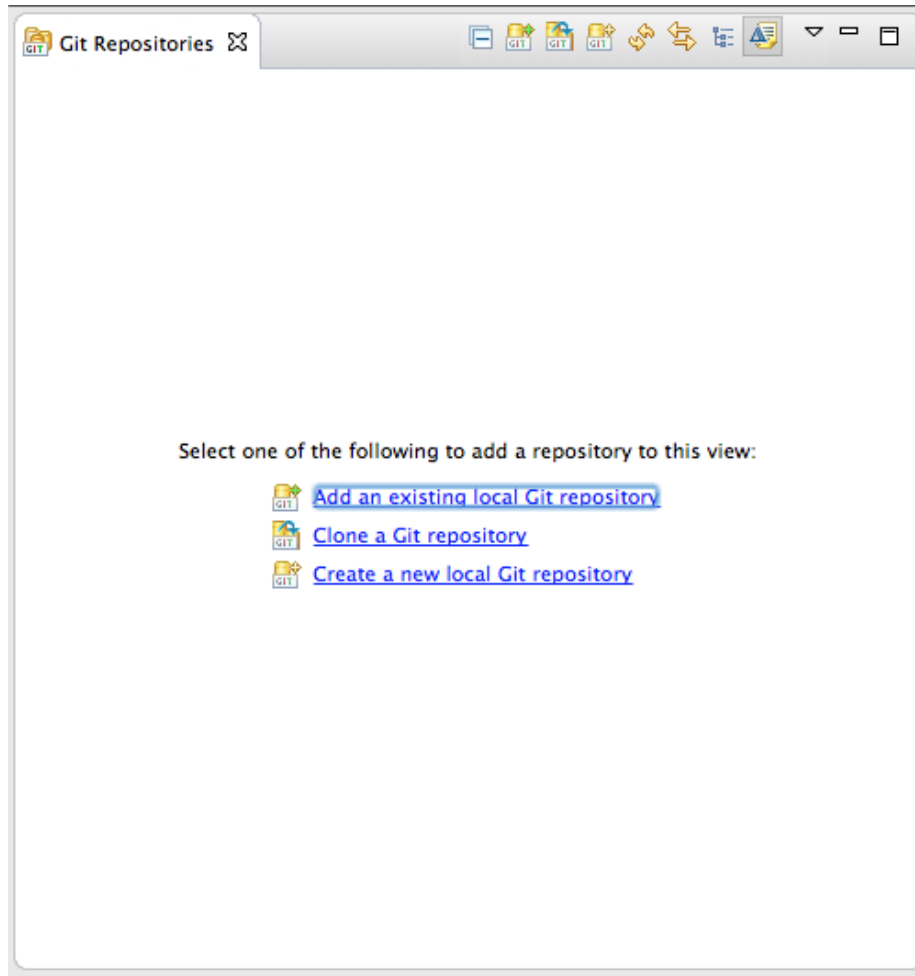 Git Repositories
Select one of the following to add a repository to this view:
Add an existing local Git repository
Clone a Git repository
Create a new local Git repository